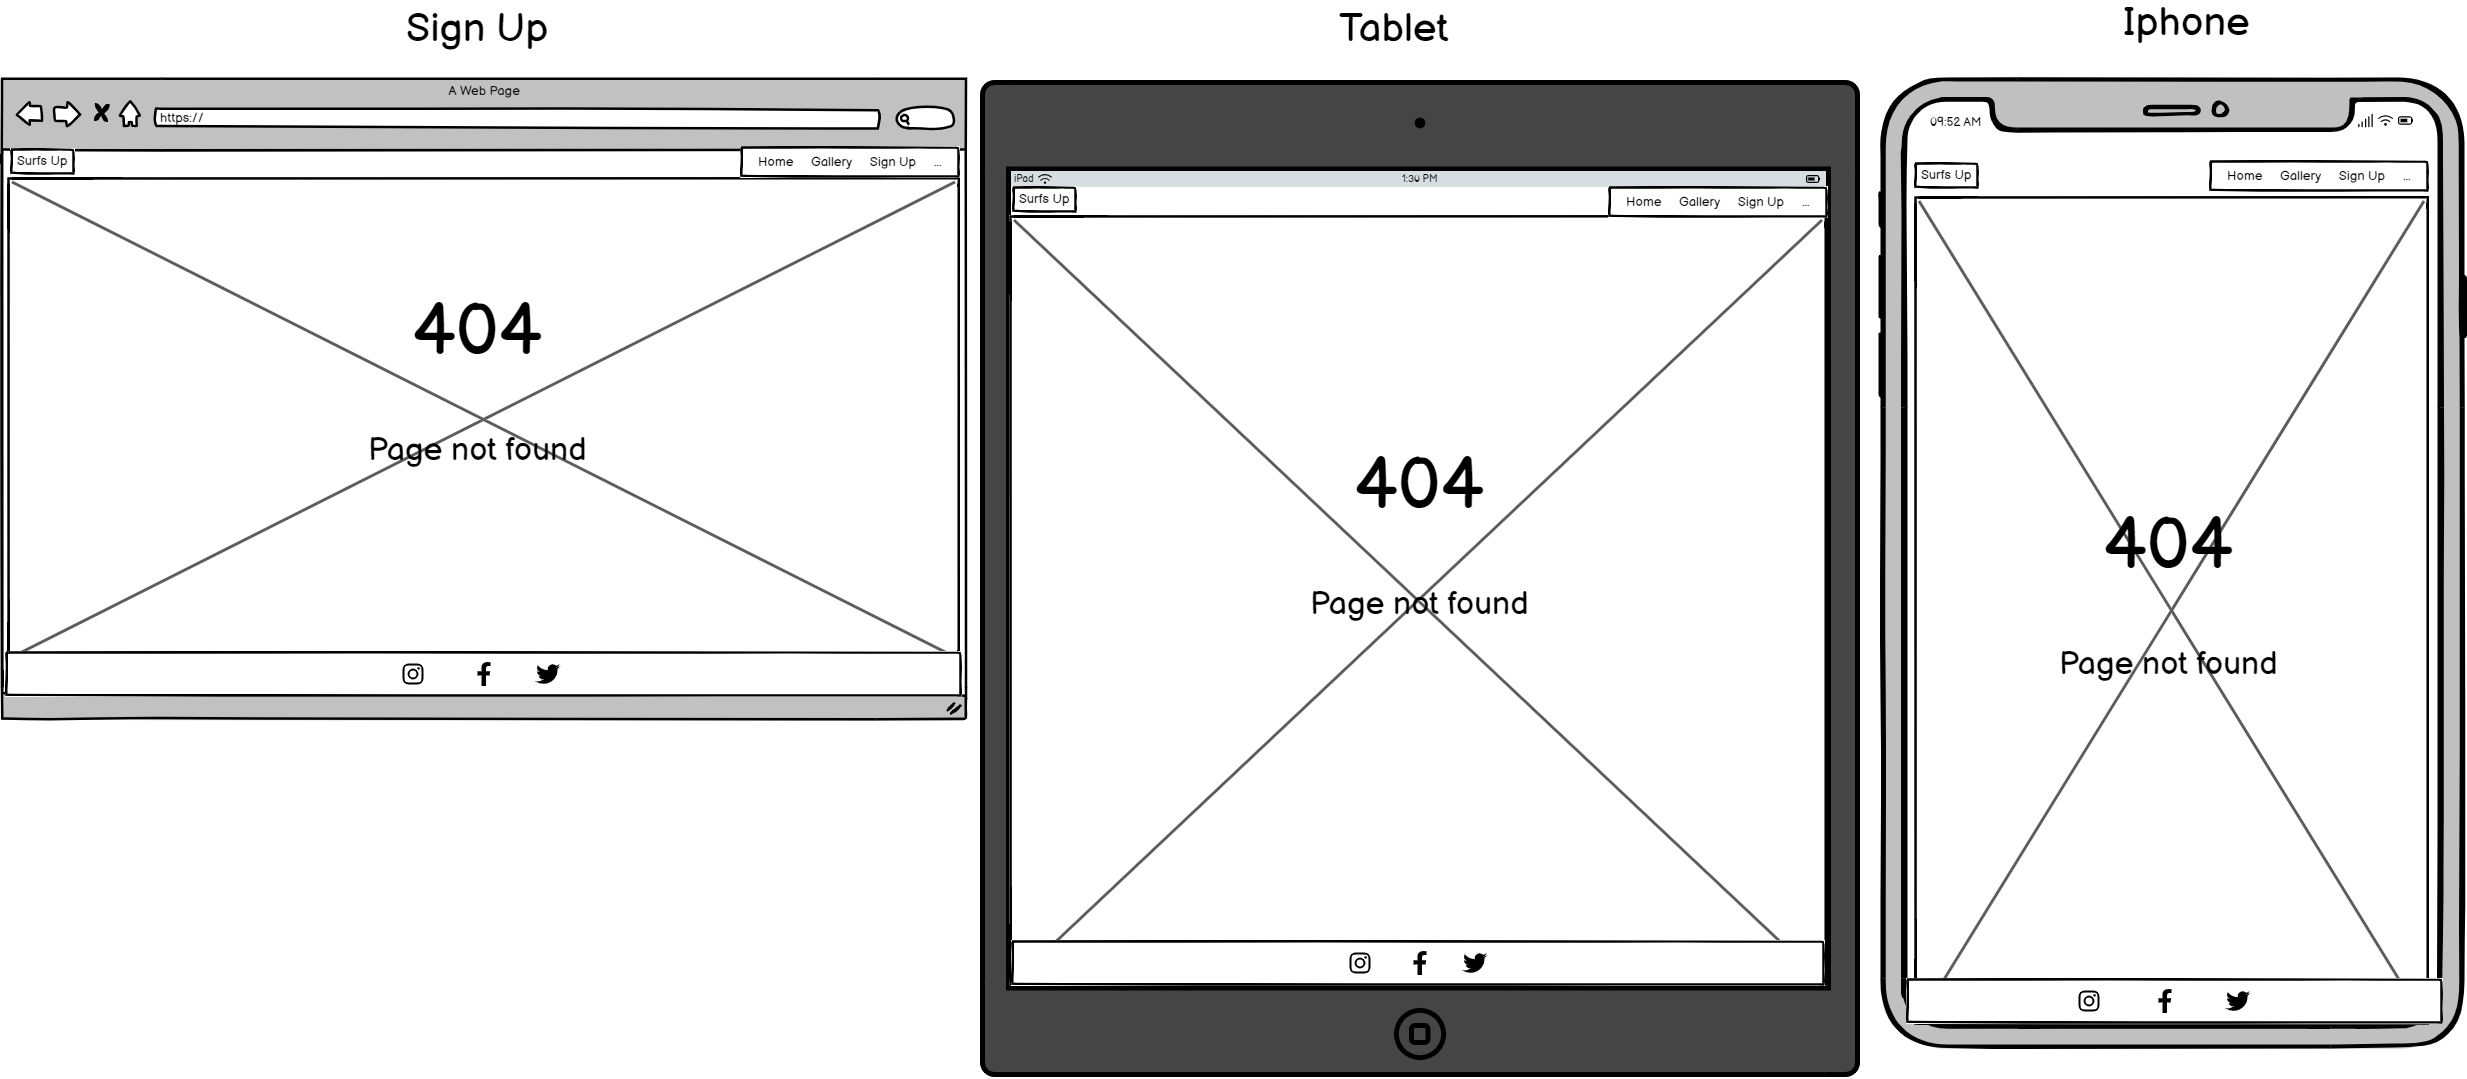 Sign Up
A Web Page
https://
Surfs Up
Home Gallery Sign Up ...
404
Page not found
Tablet
iPad 1:30 PM
Surfs Up
Home Gallery Sign Up ...
404
Page not found
Iphone
09:52 AM
Surfs Up
Home Gallery Sign Up ...
404
Page not found